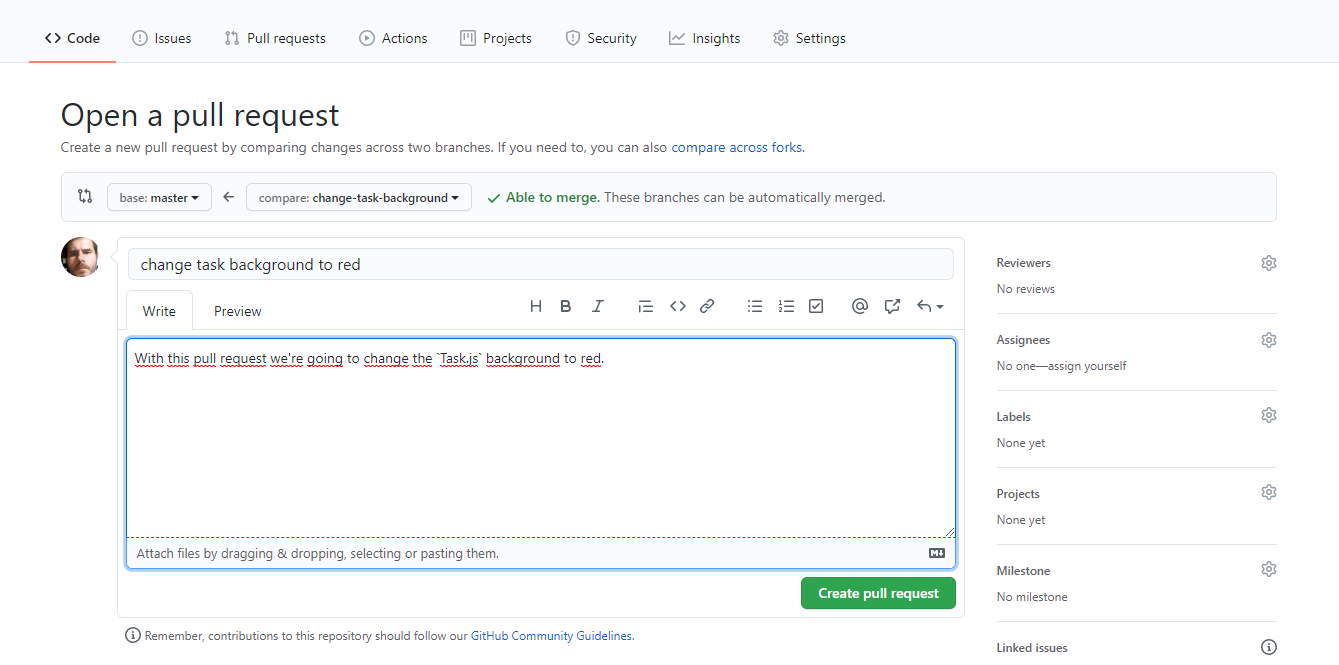 Code Issues Pull requests Actions Projects Security Insights Settings
Open a pull request
Create a new pull request by comparing changes across two branches. If you need to, you can also compare across forks.
base: master compare: change-task-background Able to merge. These branches can be automatically merged.
change task background to red
Write Preview
With this pull request we're going to change the `Task.js` background to red.
Attach files by dragging & dropping, selecting or pasting them.
Create pull request
Remember, contributions to this repository should follow our GitHub Community Guidelines.
Reviewers
No reviews
Assignees
No one—assign yourself
Labels
None yet
Projects
None yet
Milestone
No milestone
Linked issues